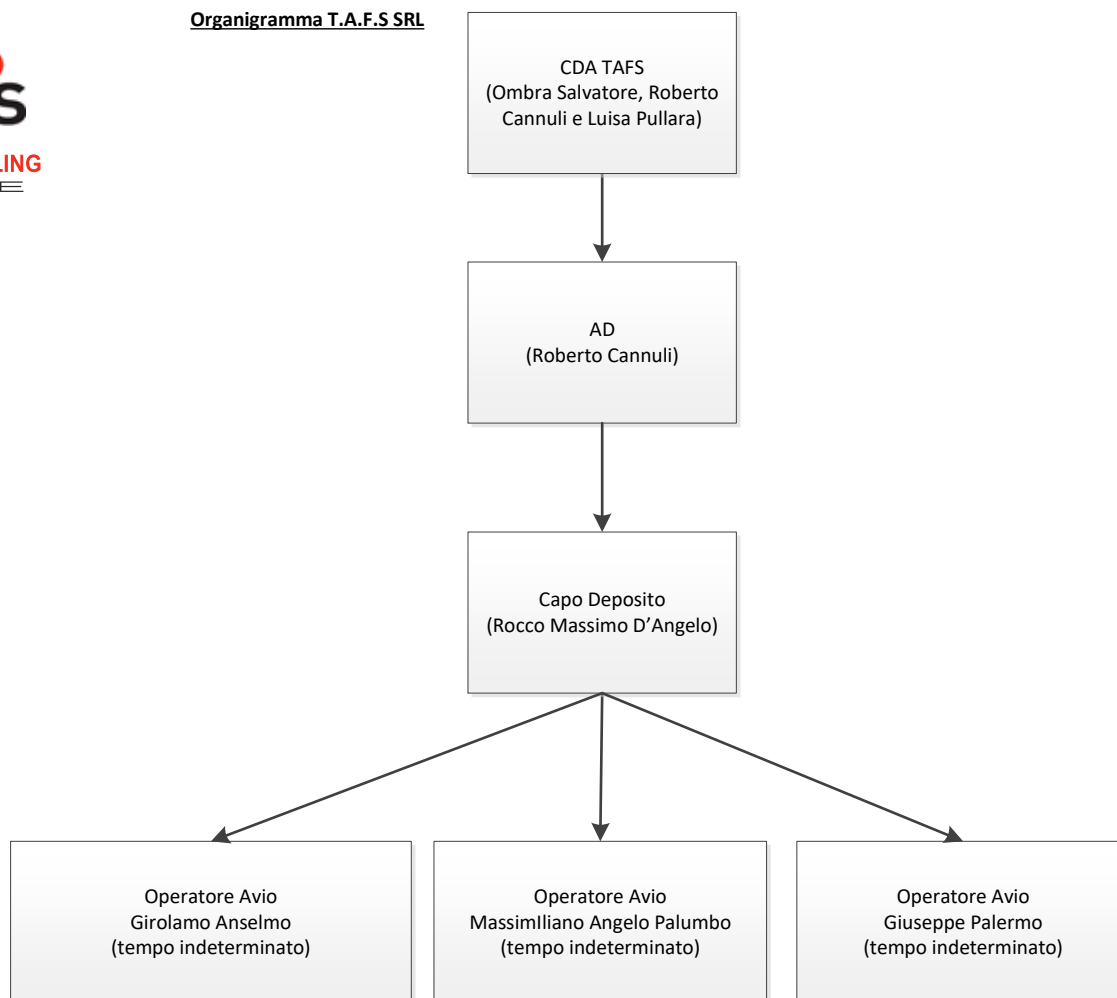 Organigramma T.A.F.S SRL
S
LING
E
CDA TAFS
(Ombra Salvatore, Roberto
Cannuli e Luisa Pullara)
AD
(Roberto Cannuli)
Capo Deposito
(Rocco Massimo D’Angelo)
Operatore Avio
Girolamo Anselmo
(tempo indeterminato)
Operatore Avio
MassimIliano Angelo Palumbo
(tempo indeterminato)
Operatore Avio
Giuseppe Palermo
(tempo indeterminato)